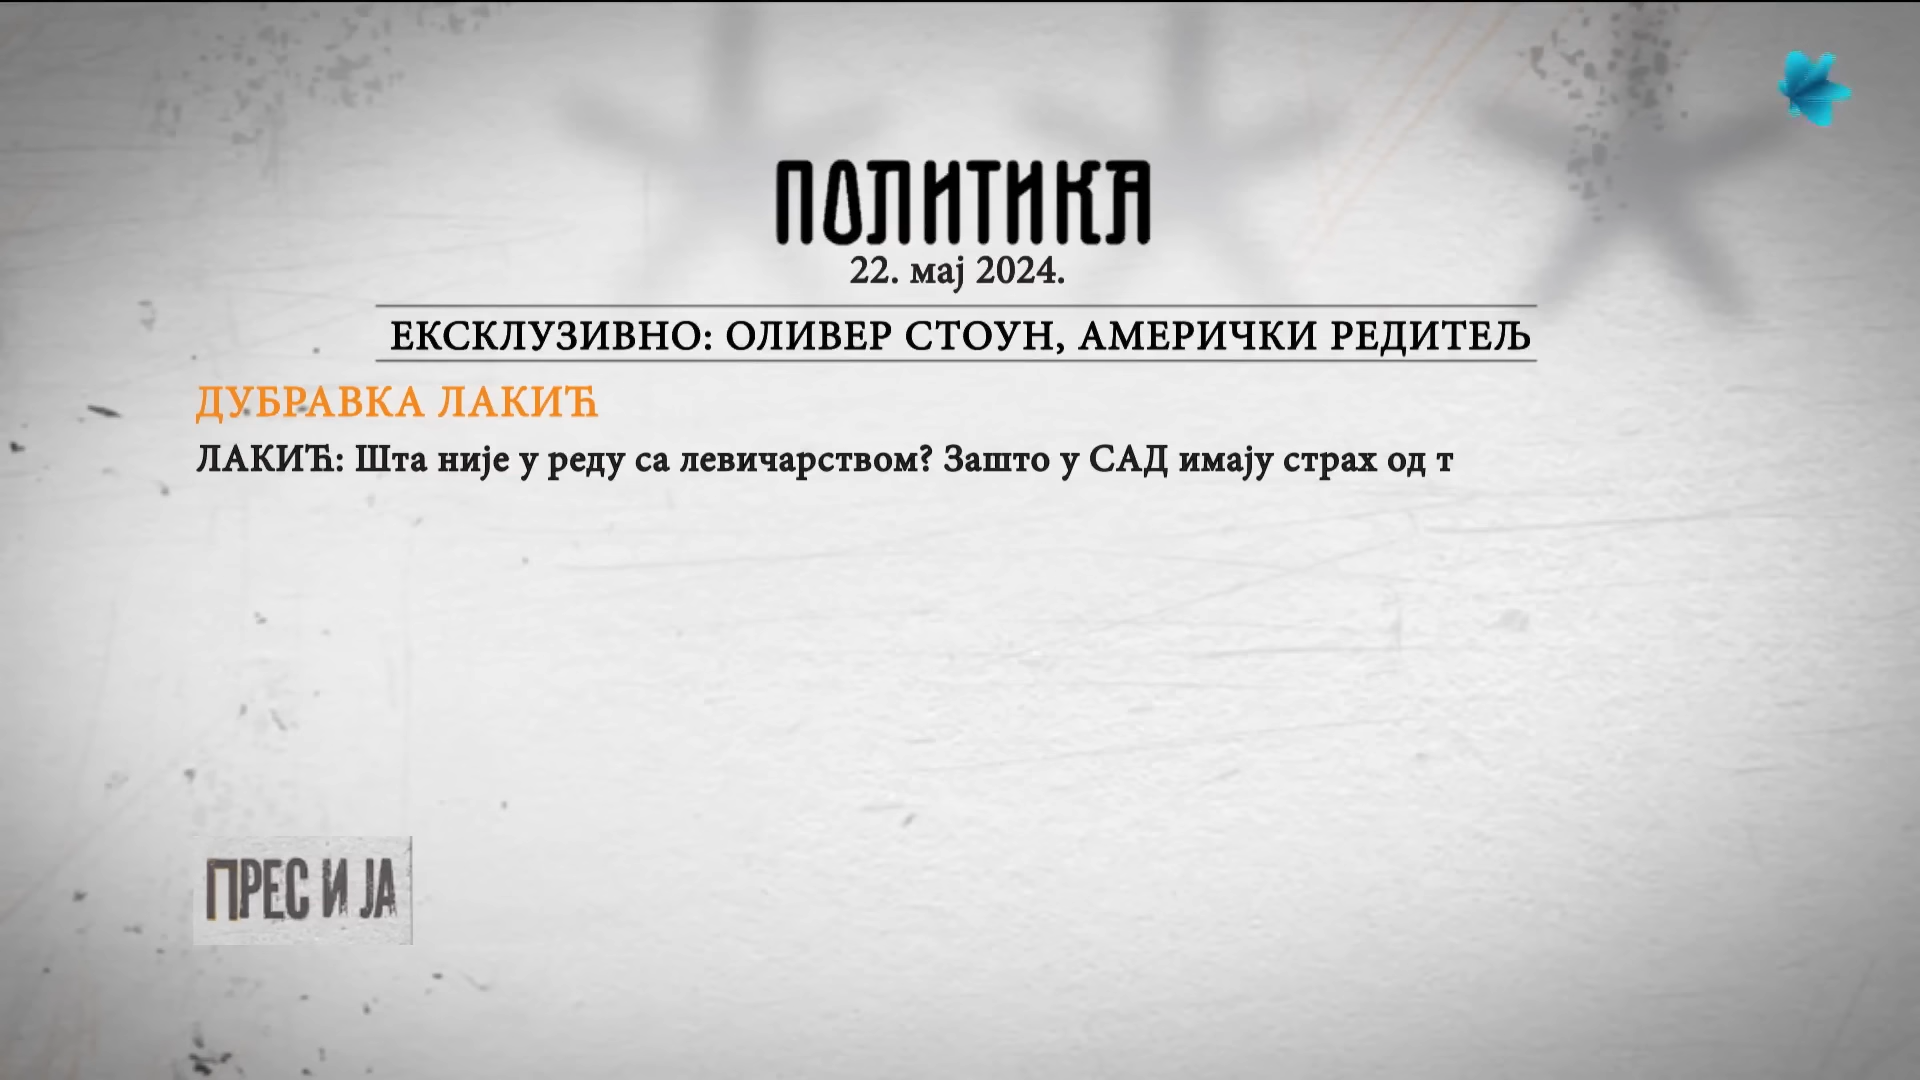 ПОЛИТИКА
22. мај 2024.
ЕКСКЛУЗИВНО: ОЛИВЕР СТОУН, АМЕРИЧКИ РЕДИТЕЉ
ДУБРАВКА ЛАКИЋ
ЛАКИЋ: Шта није у реду са левичарством? Зашто у САД имају страх од т
ПРЕС И ЈА